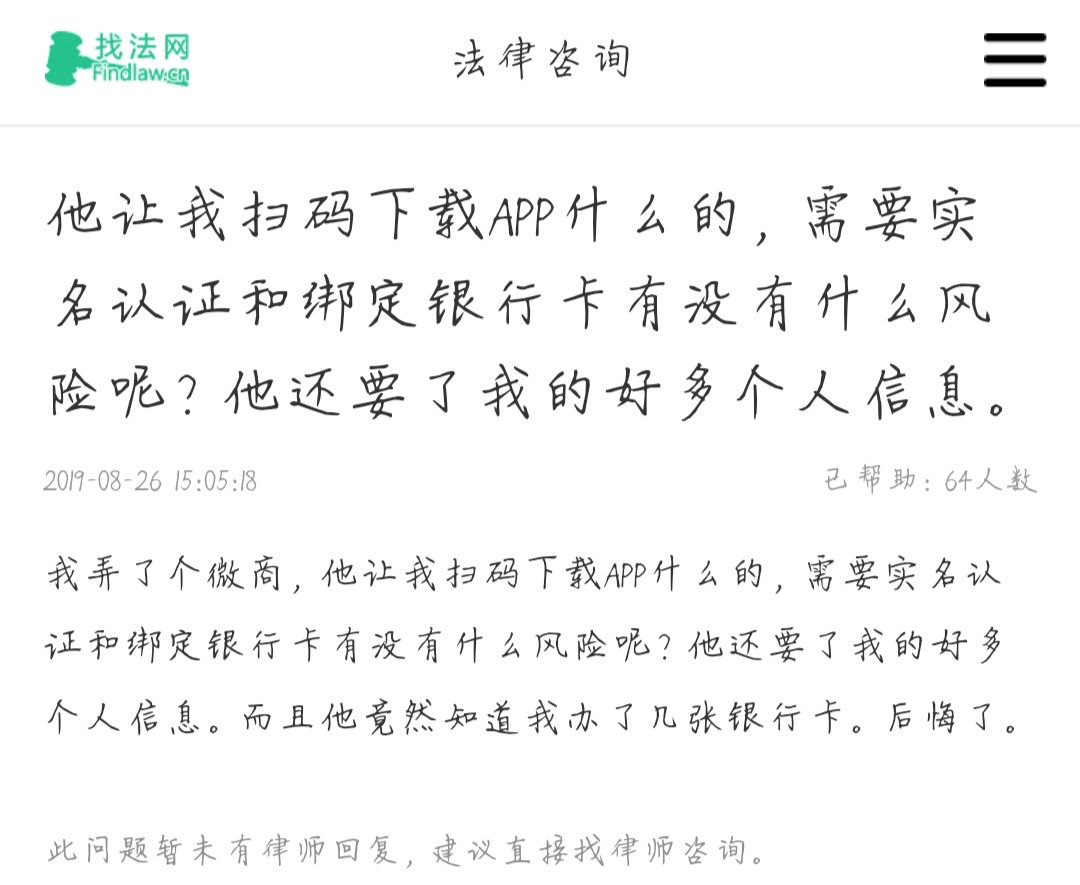 找法网
Findlaw.cn
法律咨询
他让我扫码下载APP什么的，需要实
名认证和绑定银行卡有没有什么风
险呢？他还要了我的好多个人信息。
2019-08-26 15:05:18
已帮助：64人数
我弄了个微商，他让我扫码下载APP什么的，需要实名认
证和绑定银行卡有没有什么风险呢？他还要了我的好多
个人信息。而且他竟然知道我办了几张银行卡。后悔了。
此问题暂未有律师回复，建议直接找律师咨询。